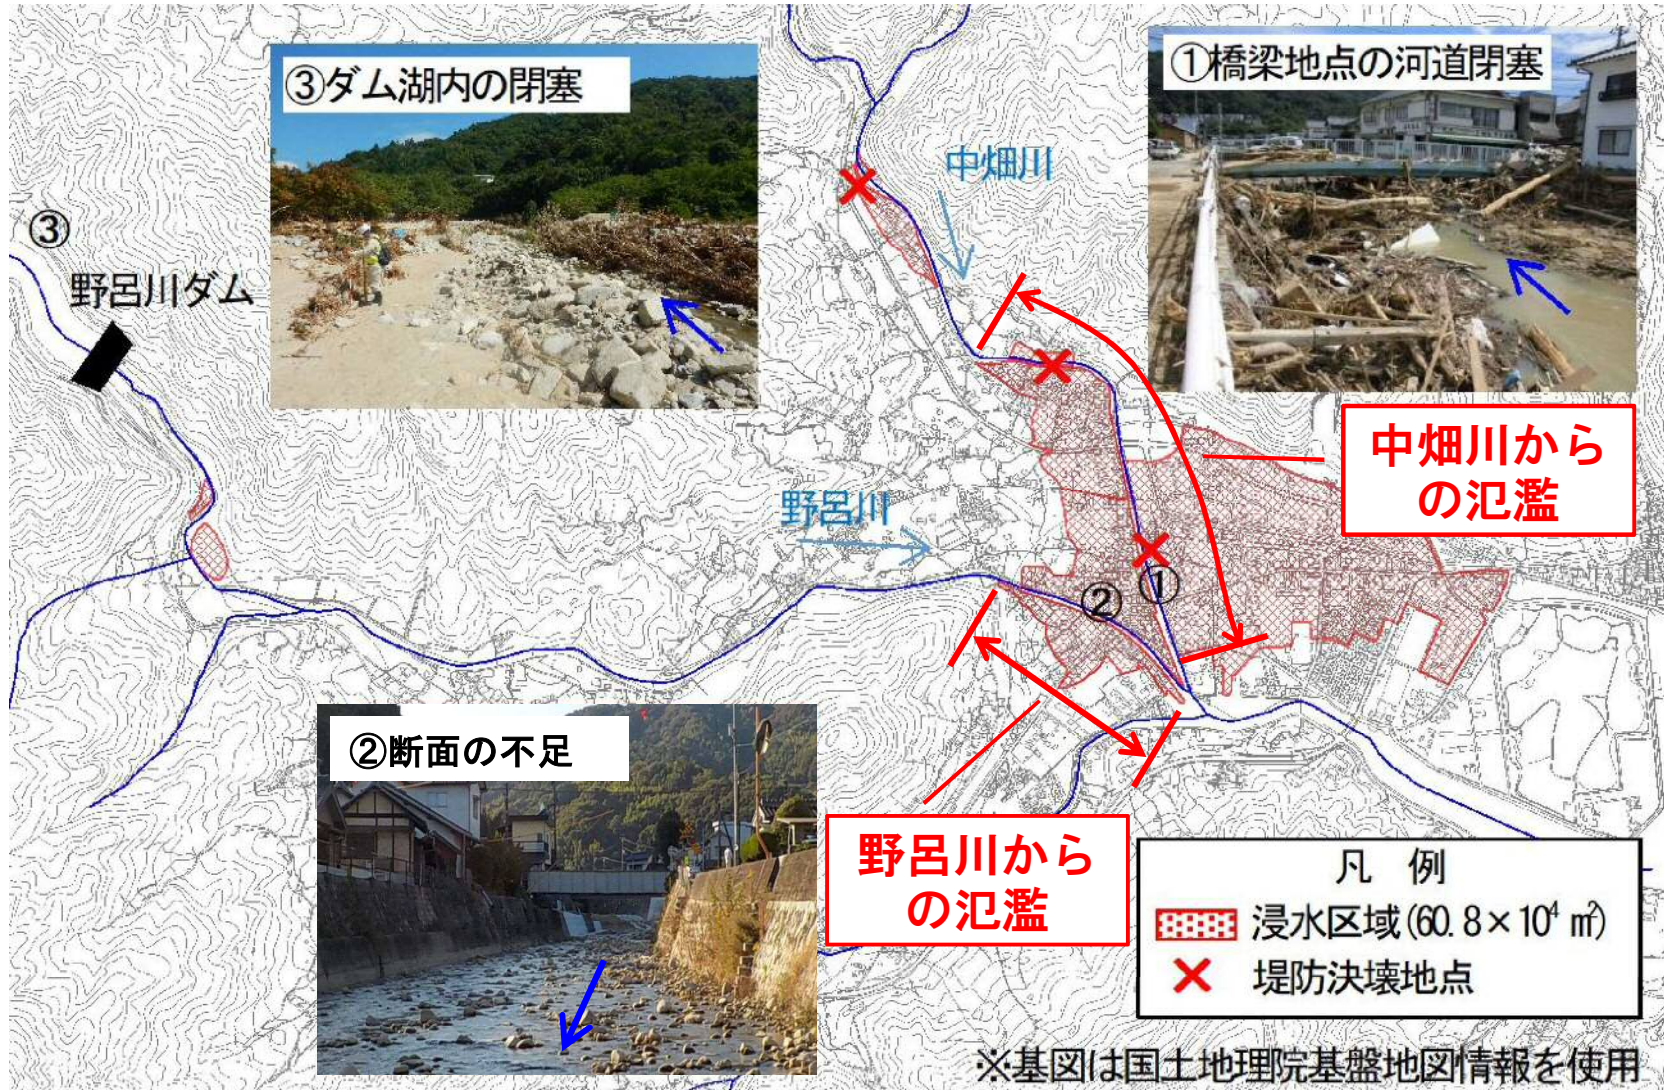 ③ダム湖内の閉塞
①橋梁地点の河道閉塞
中畑川
③
野呂川ダム
中畑川から
の氾濫
野呂川
①
②
②断面の不足
野呂川から
の氾濫
凡 例
浸水区域(60.8×10⁴㎡)
堤防決壊地点
※基図は国土地理院基盤地図情報を使用